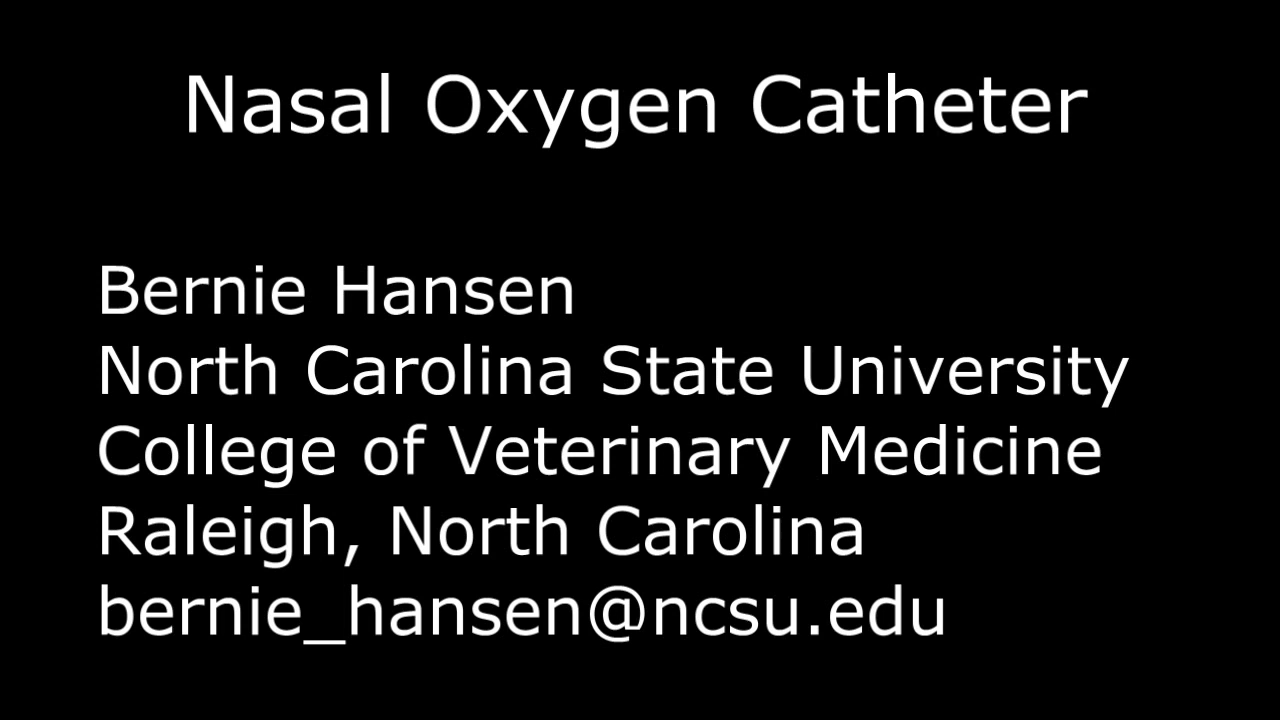 Nasal Oxygen Catheter
Bernie Hansen
North Carolina State University
College of Veterinary Medicine
Raleigh, North Carolina
bernie_hansen@ncsu.edu